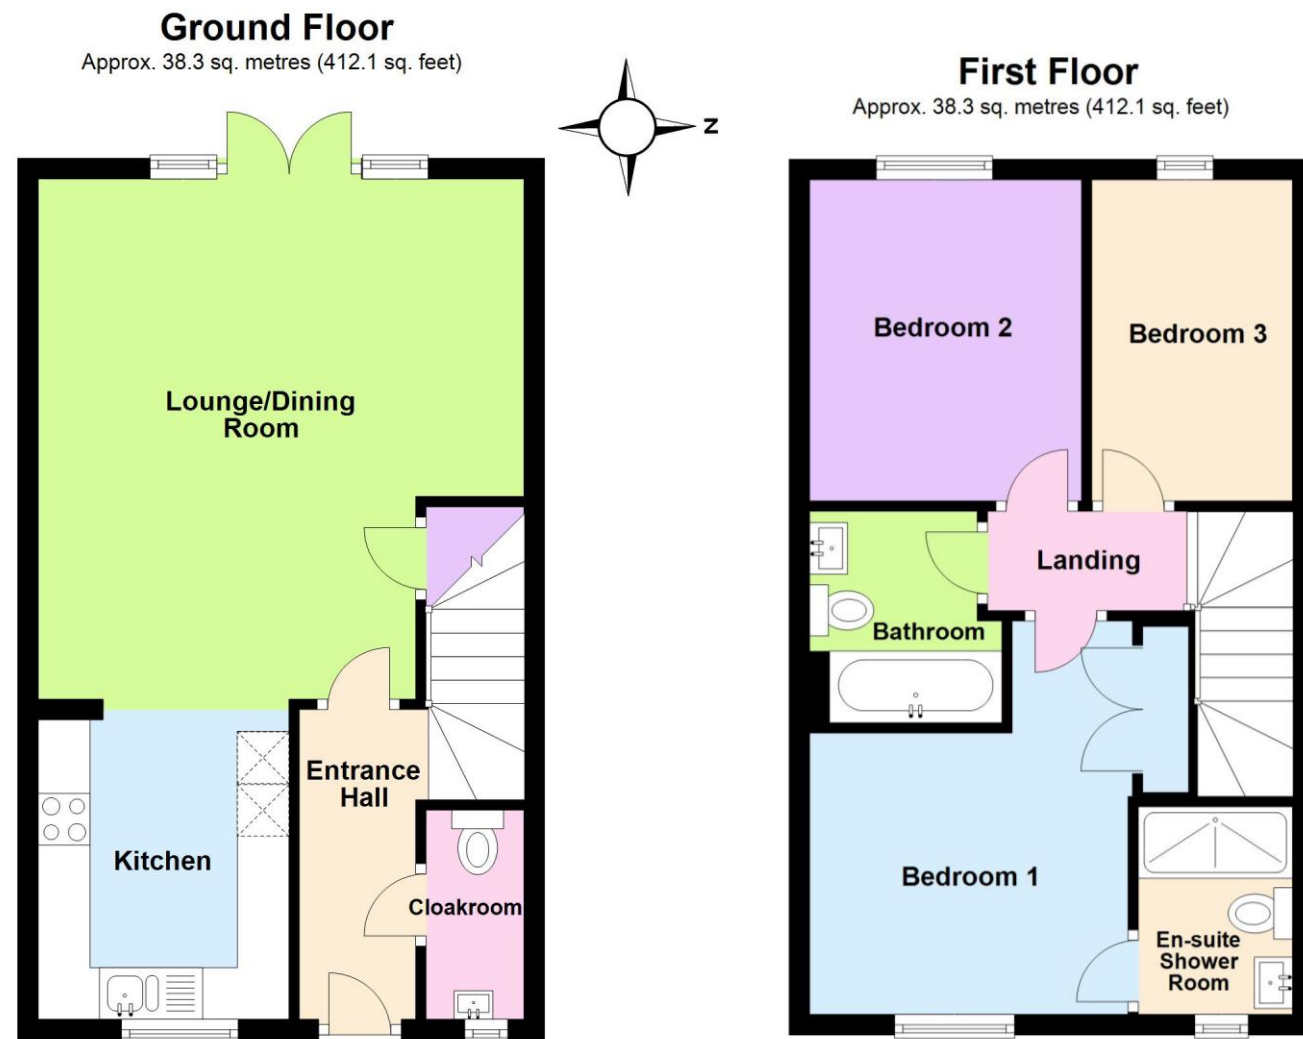 Ground Floor
Approx. 38.3 sq. metres (412.1 sq. feet)
First Floor
Approx. 38.3 sq. metres (412.1 sq. feet)
N
Lounge/Dining
Room
Kitchen
Entrance
Hall
Cloakroom
Bedroom 2
Bedroom 3
Landing
Bathroom
Bedroom 1
En-suite
Shower
Room